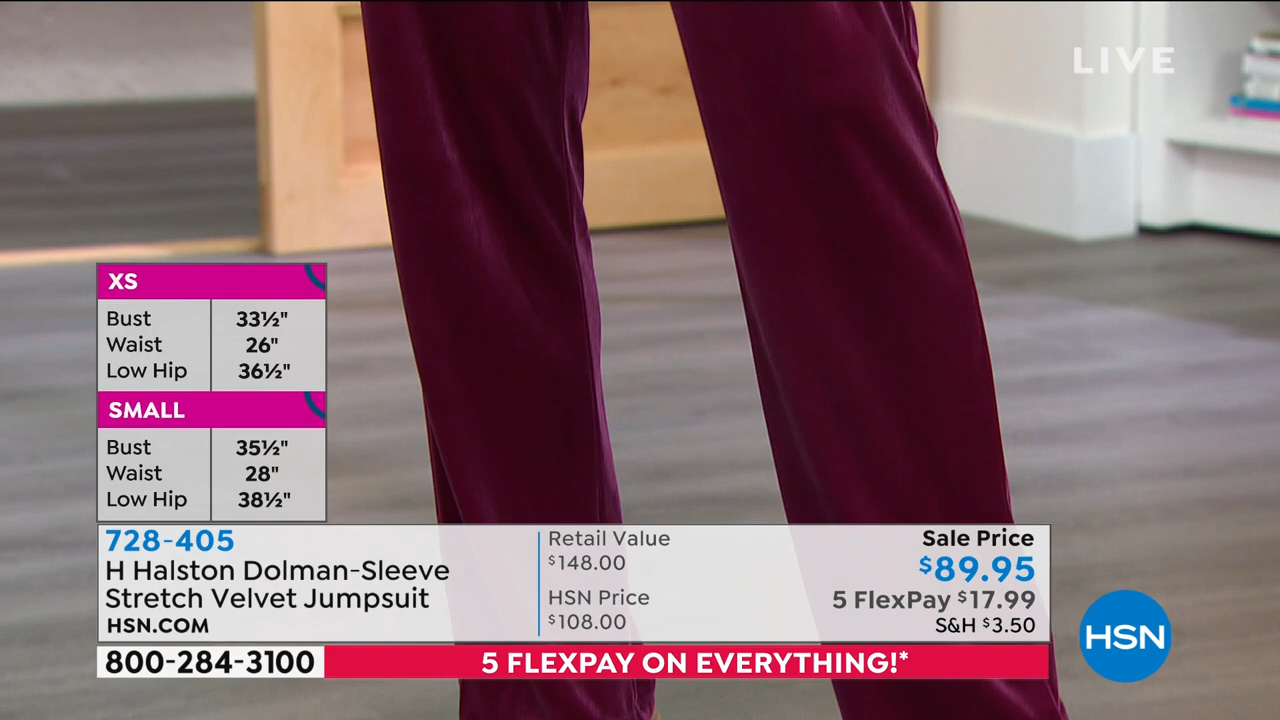 LIVE
XS
Bust 33½"
Waist 26"
Low Hip 36½"
SMALL
Bust 35½"
Waist 28"
Low Hip 38½"
728-405
H Halston Dolman-Sleeve
Stretch Velvet Jumpsuit
HSN.COM
Retail Value
$148.00
HSN Price
$108.00
Sale Price
$89.95
5 FlexPay $17.99
S&H $3.50
HSN
800-284-3100
5 FLEXPAY ON EVERYTHING!*